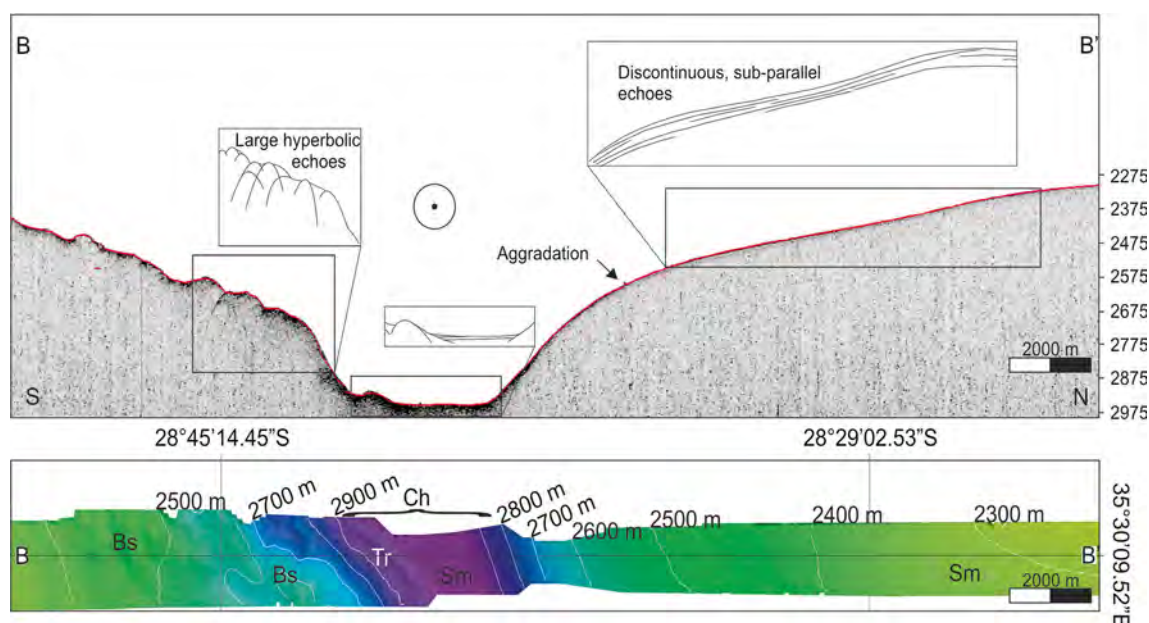 B
B'
Discontinuous, sub-parallel
echoes
Large hyperbolic
echoes
Aggradation
2275
2375
2475
2575
2675
2775
2875
2975
2000 m
S
N
28°45'14.45"S
28°29'02.53"S
2500 m
2700 m
2900 m
Ch
2800 m
2700 m
2600 m
2500 m
2400 m
2300 m
Bs
B
Bs
Tr
Sm
Sm
B'
2000 m
35°30'09.52"E